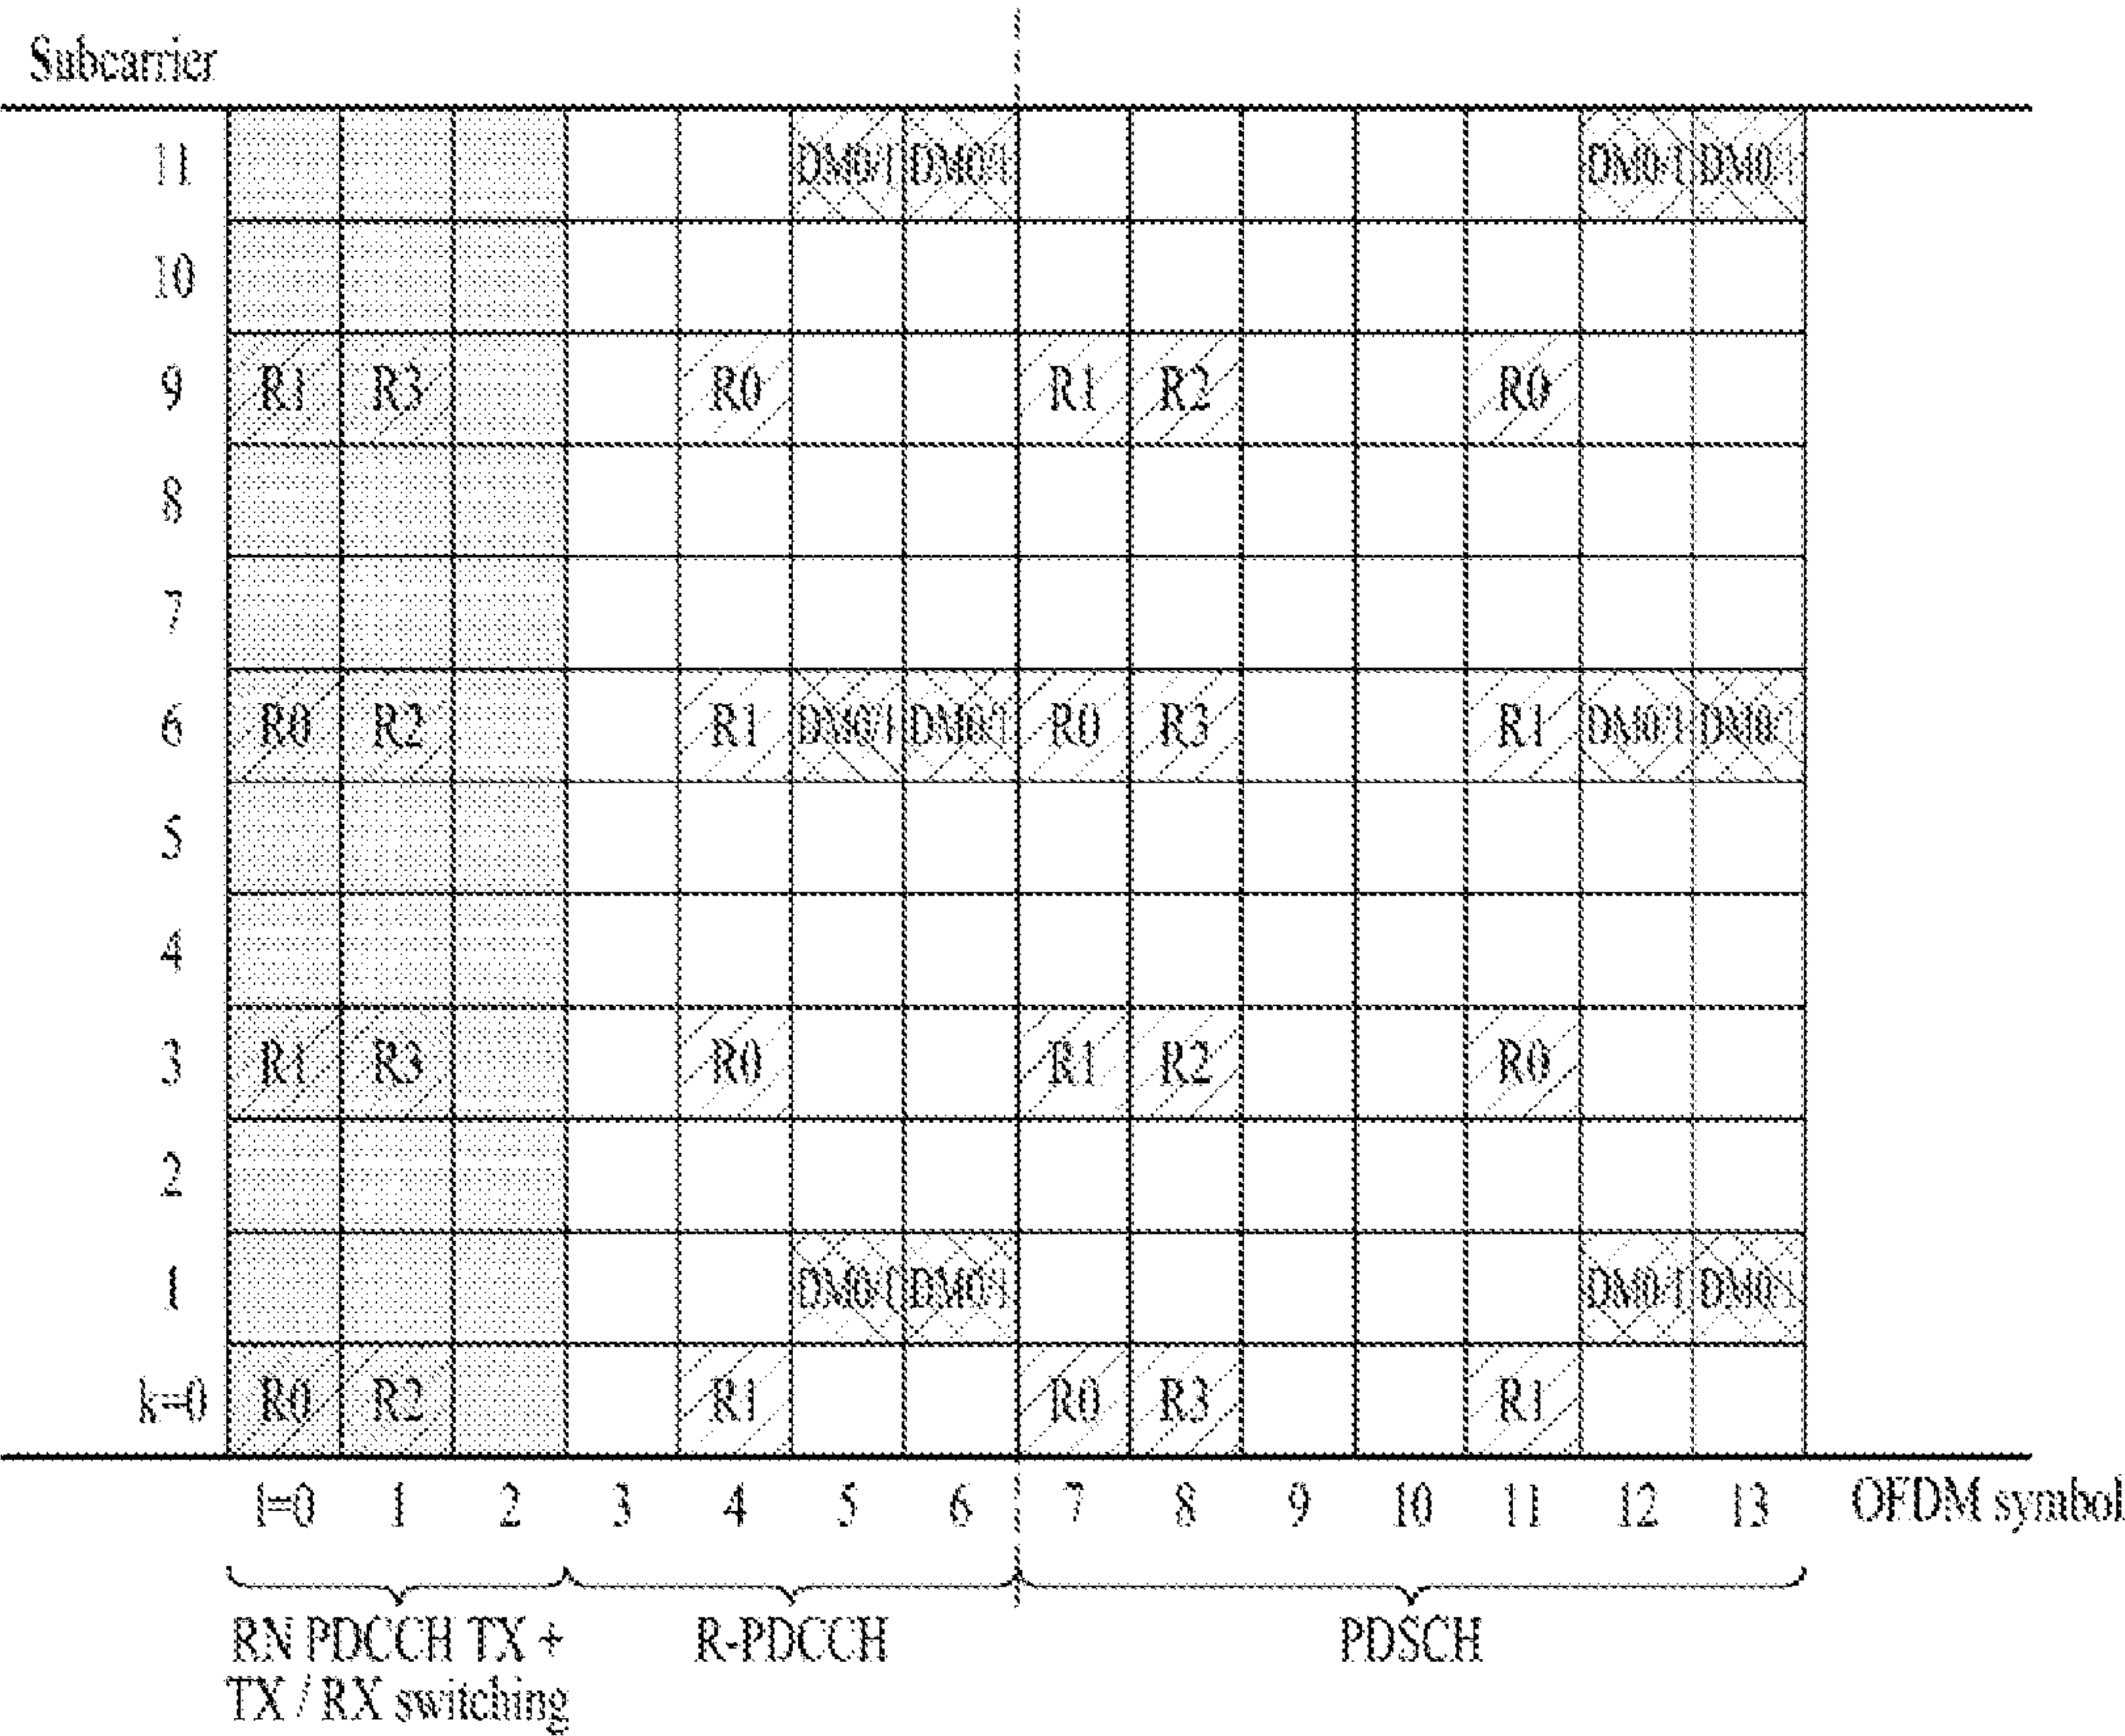 Subcarrier
11 DM0/1 DM0/1 DM0/1 DM0/1
10
9 R1 R3 R0 R1 R2 R0
8
7
6 R0 R2 R1 DM0/1 DM0/1 R0 R3 R1 DM0/1 DM0/1
5
4
3 R1 R3 R0 R1 R2 R0
2
1 DM0/1 DM0/1 DM0/1 DM0/1
k=0 R0 R2 R1 R0 R3 R1
l=0 1 2 3 4 5 6 7 8 9 10 11 12 13 OFDM symbol
RN PDCCH TX + R-PDCCH PDSCH
TX / RX switching